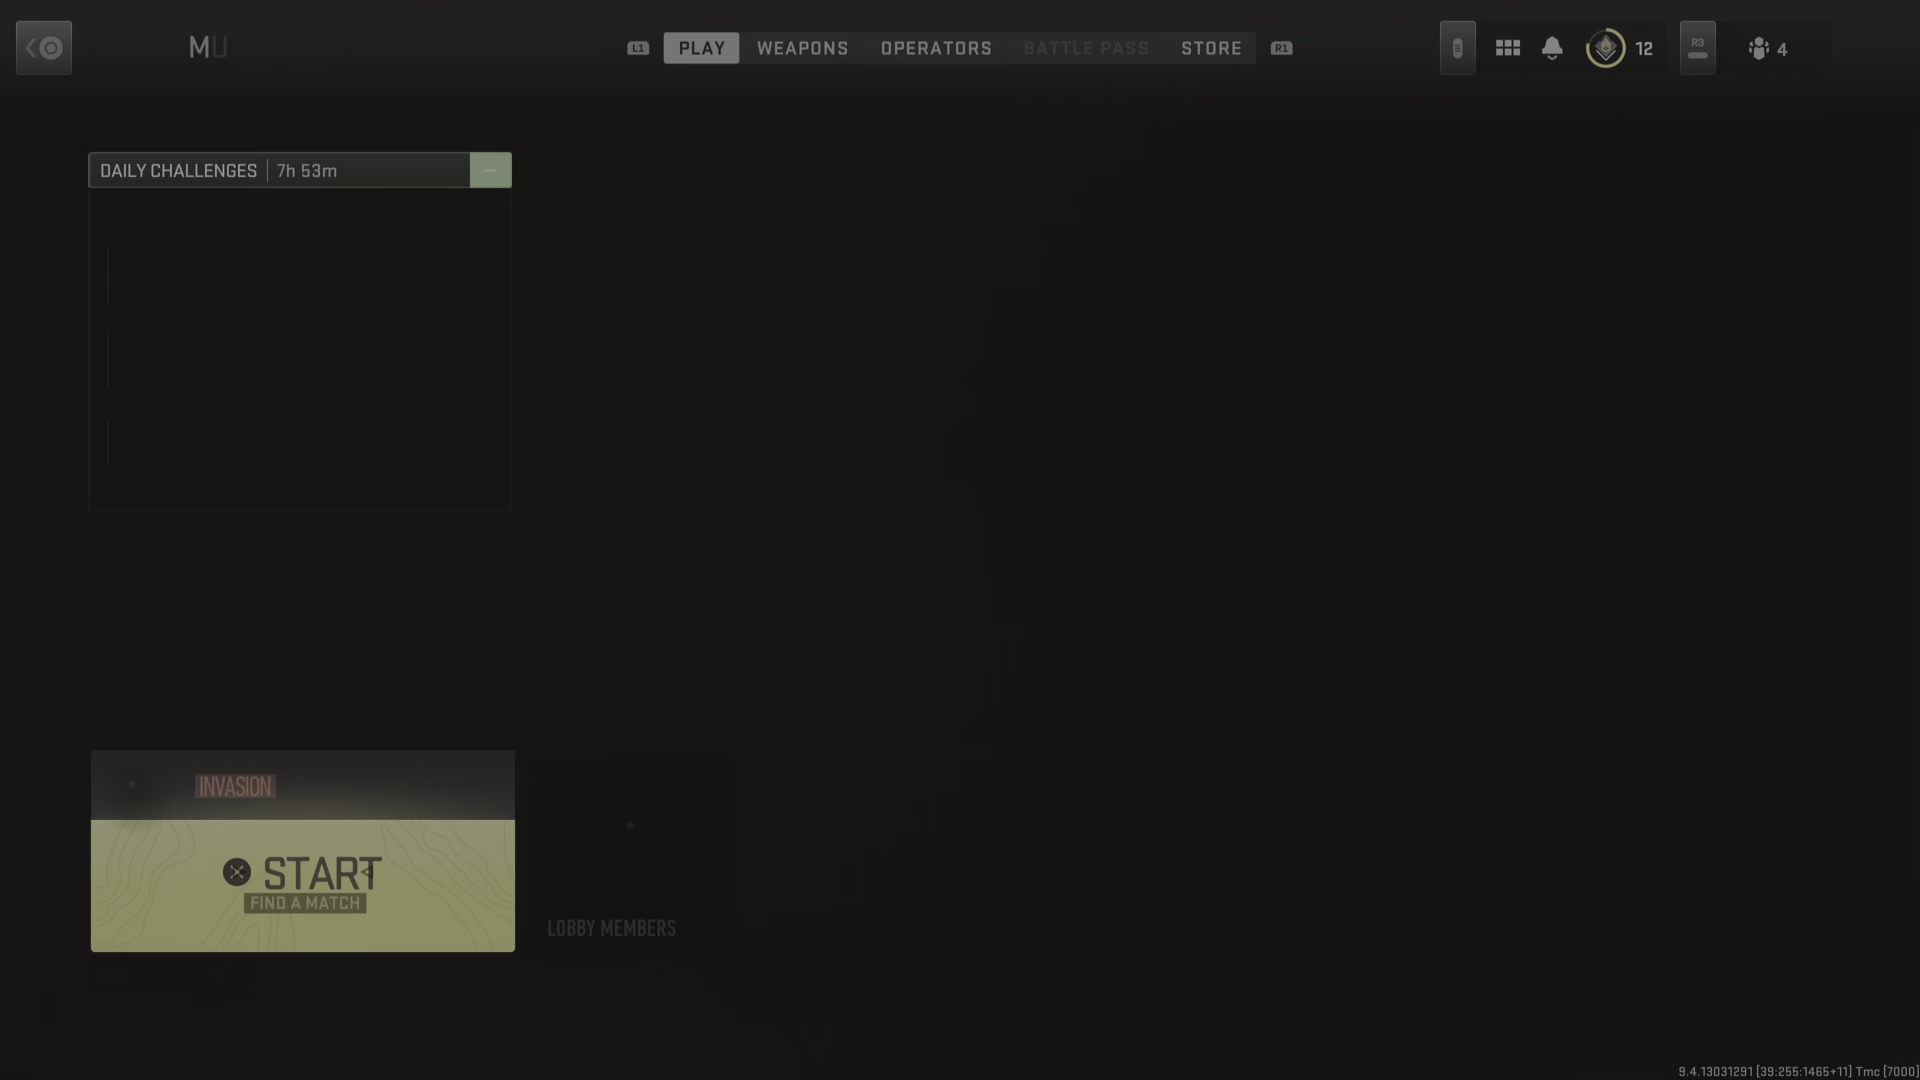 MU
L1 PLAY WEAPONS OPERATORS BATTLE PASS STORE R1
12
R3
4
DAILY CHALLENGES 7h 53m
INVASION
START
FIND A MATCH
LOBBY MEMBERS
9.4.13031291 [39:255:1465+11] Tmc [7000]